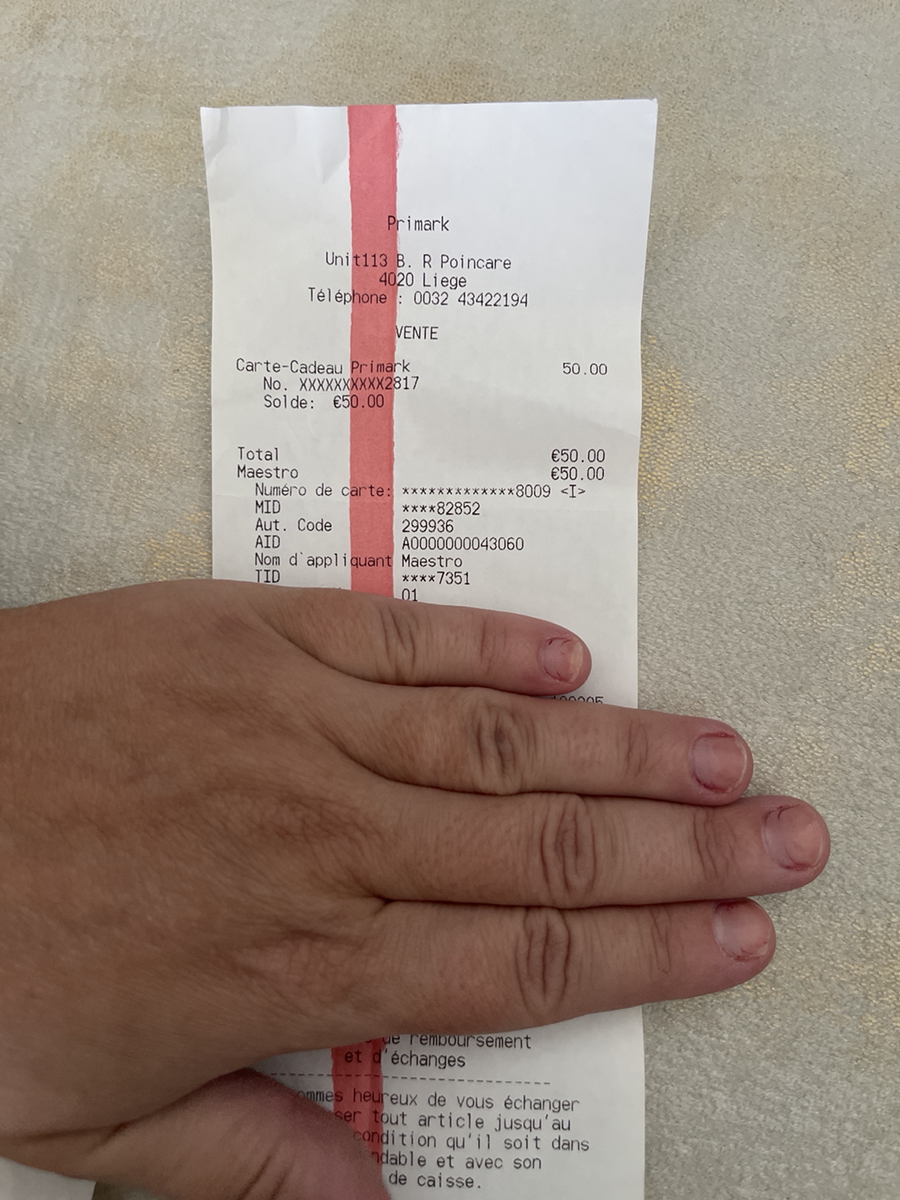 Primark
Unit113 B. R Poincare
4020 Liege
Téléphone : 0032 43422194
VENTE
Carte-Cadeau Primark 50.00
No. XXXXXXXXXX2817
Solde: €50.00
Total €50.00
Maestro €50.00
Numéro de carte: *************8009 <I>
MID ****82852
Aut. Code 299936
AID A0000000043060
Nom d`appliquant Maestro
TID ****7351
01
remboursement
et d'échanges
heureux de vous échanger
tout article jusqu'au
condition qu'il soit dans
et avec son
de caisse.